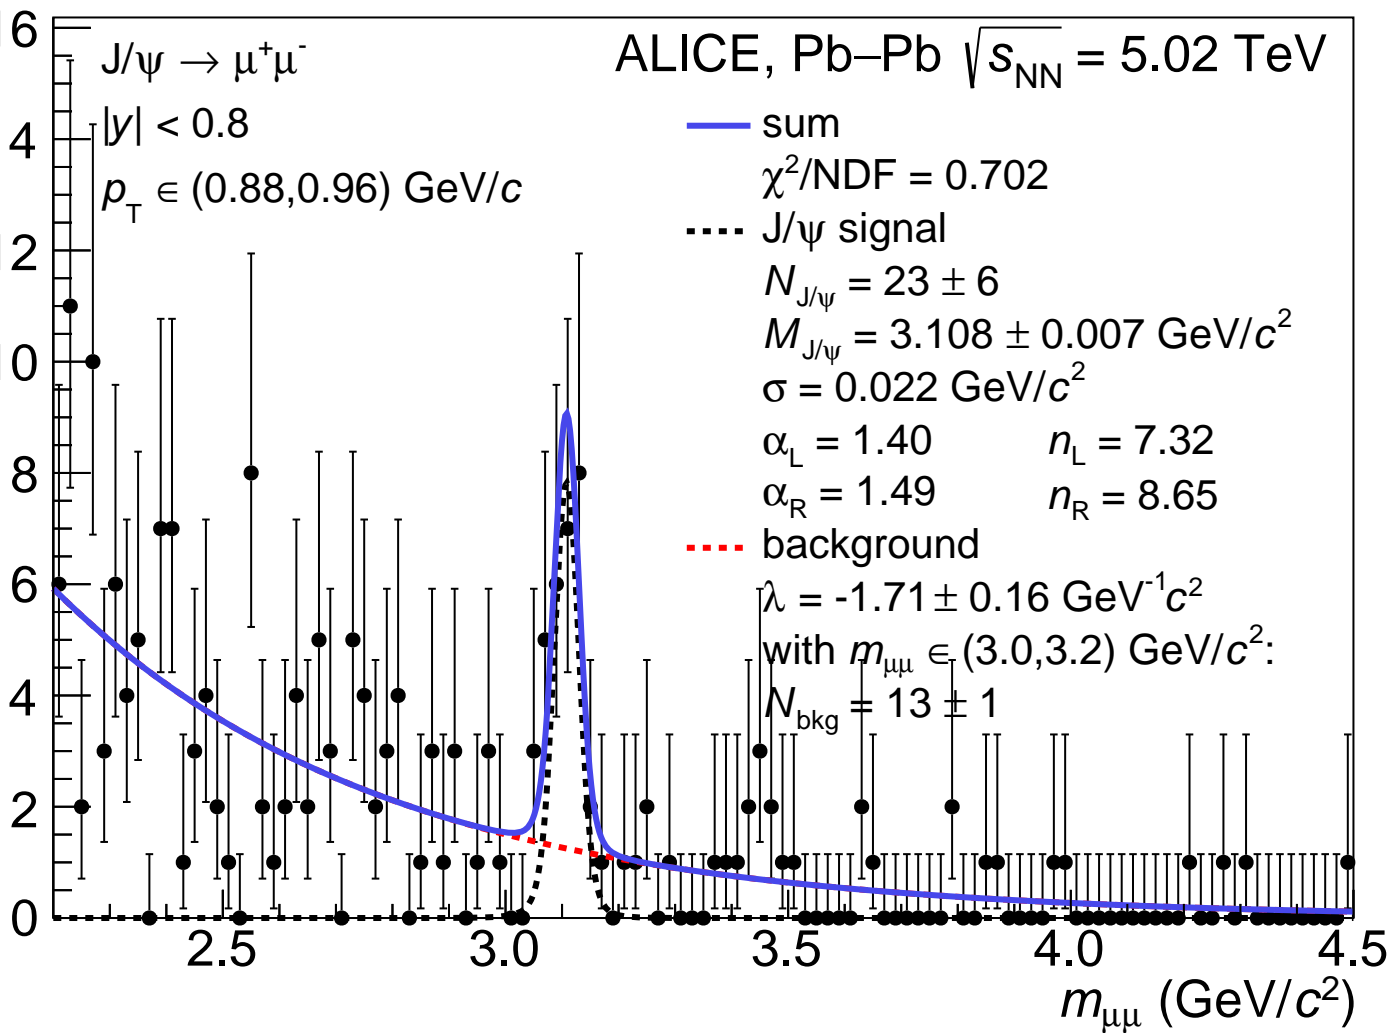 J/ψ → μ⁺μ⁻
|y| < 0.8
p_T ∈ (0.88,0.96) GeV/c
ALICE, Pb–Pb √s_NN = 5.02 TeV
sum
χ²/NDF = 0.702
J/ψ signal
N_J/ψ = 23 ± 6
M_J/ψ = 3.108 ± 0.007 GeV/c²
σ = 0.022 GeV/c²
α_L = 1.40 n_L = 7.32
α_R = 1.49 n_R = 8.65
background
λ = -1.71 ± 0.16 GeV⁻¹c²
with m_μμ ∈ (3.0,3.2) GeV/c²:
N_bkg = 13 ± 1
16
14
12
10
8
6
4
2
0
2.5 3.0 3.5 4.0 4.5
m_μμ (GeV/c²)